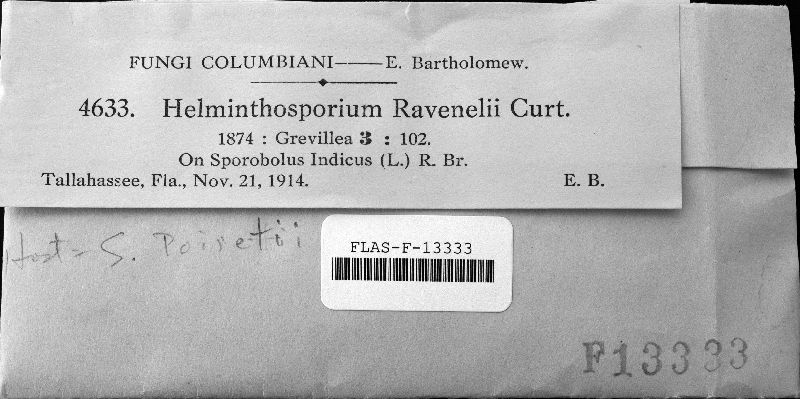 FUNGI COLUMBIANI——E. Bartholomew.
4633. Helminthosporium Ravenelii Curt.
1874 : Grevillea 3 : 102.
On Sporobolus Indicus (L.) R. Br.
Tallahassee, Fla., Nov. 21, 1914. E. B.
Host = S. Poiretii
FLAS-F-13333
F13333